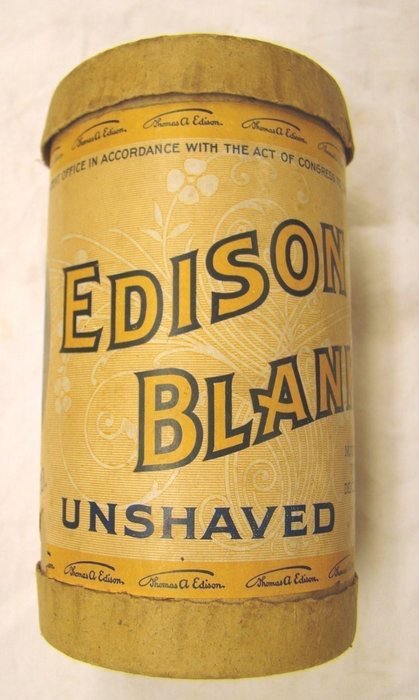 Thomas A Edison. Thomas A Edison. Thomas A Edison.
OFFICE IN ACCORDANCE WITH THE ACT OF CONGRESS
EDISON
BLAN
UNSHAVED
Thomas A Edison. Thomas A Edison. Thomas A Edison.